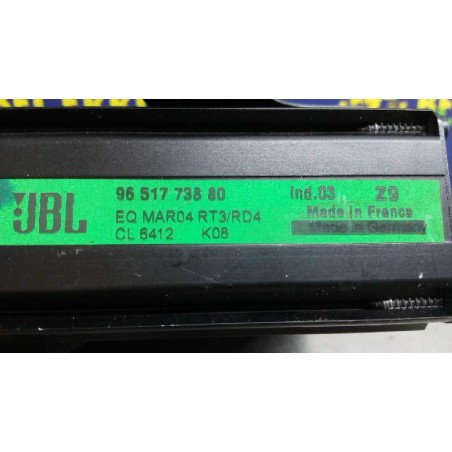 JBL
96 517 738 80 Ind.03 Z9
EQ MAR04 RT3/RD4 Made in France
CL 6412 K08 Made in German